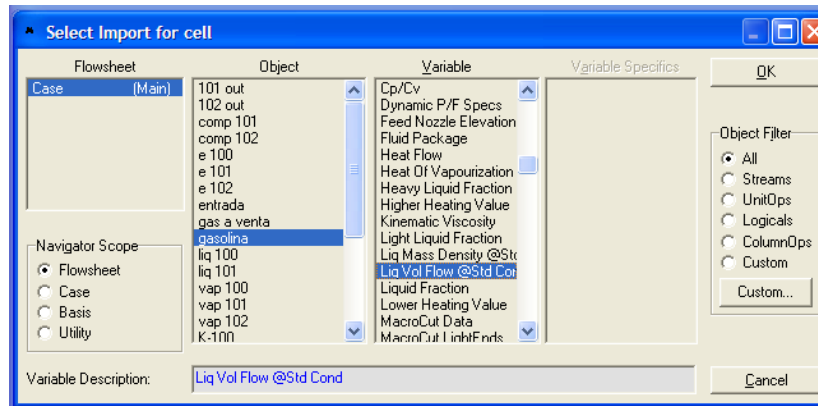 Select Import for cell
Flowsheet
Case (Main)
Navigator Scope
Flowsheet
Case
Basis
Utility
Object
101 out
102 out
comp 101
comp 102
e 100
e 101
e 102
entrada
gas a venta
gasolina
liq 100
liq 101
vap 100
vap 101
vap 102
K-100
Variable
Cp/Cv
Dynamic P/F Specs
Feed Nozzle Elevation
Fluid Package
Heat Flow
Heat Of Vapourization
Heavy Liquid Fraction
Higher Heating Value
Kinematic Viscosity
Light Liquid Fraction
Liq Mass Density @Std
Liq Vol Flow @Std Con
Liquid Fraction
Lower Heating Value
MacroCut Data
MacroCut LightEnds
Variable Specifics
OK
Object Filter
All
Streams
UnitOps
Logicals
ColumnOps
Custom
Custom...
Variable Description:
Liq Vol Flow @Std Cond
Cancel